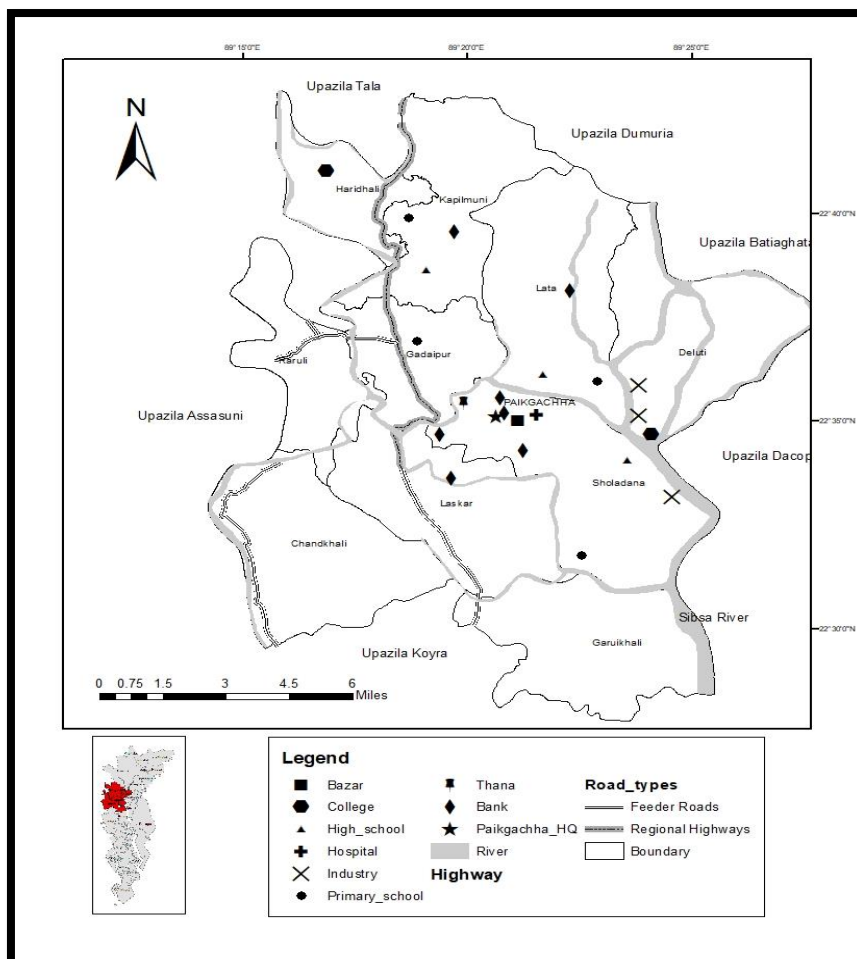 89° 15'0"E
89° 20'0"E
89° 25'0"E
Upazila Tala
N
Upazila Dumuria
Haridhali
Kapilmuni
22° 40'0"N
Upazila Batiaghata
Lata
Deluti
Gadaipur
Raruli
PAIKGACHHA
Upazila Assasuni
22° 35'0"N
Upazila Dacop
Sholadana
Laskar
Chandkhali
Sibsa River
22° 30'0"N
Garuikhali
Upazila Koyra
0 0.75 1.5 3 4.5 6
Miles
Legend
Bazar
College
High_school
Hospital
Industry
Primary_school
Thana
Bank
Paikgachha_HQ
River
Highway
Road_types
Feeder Roads
Regional Highways
Boundary